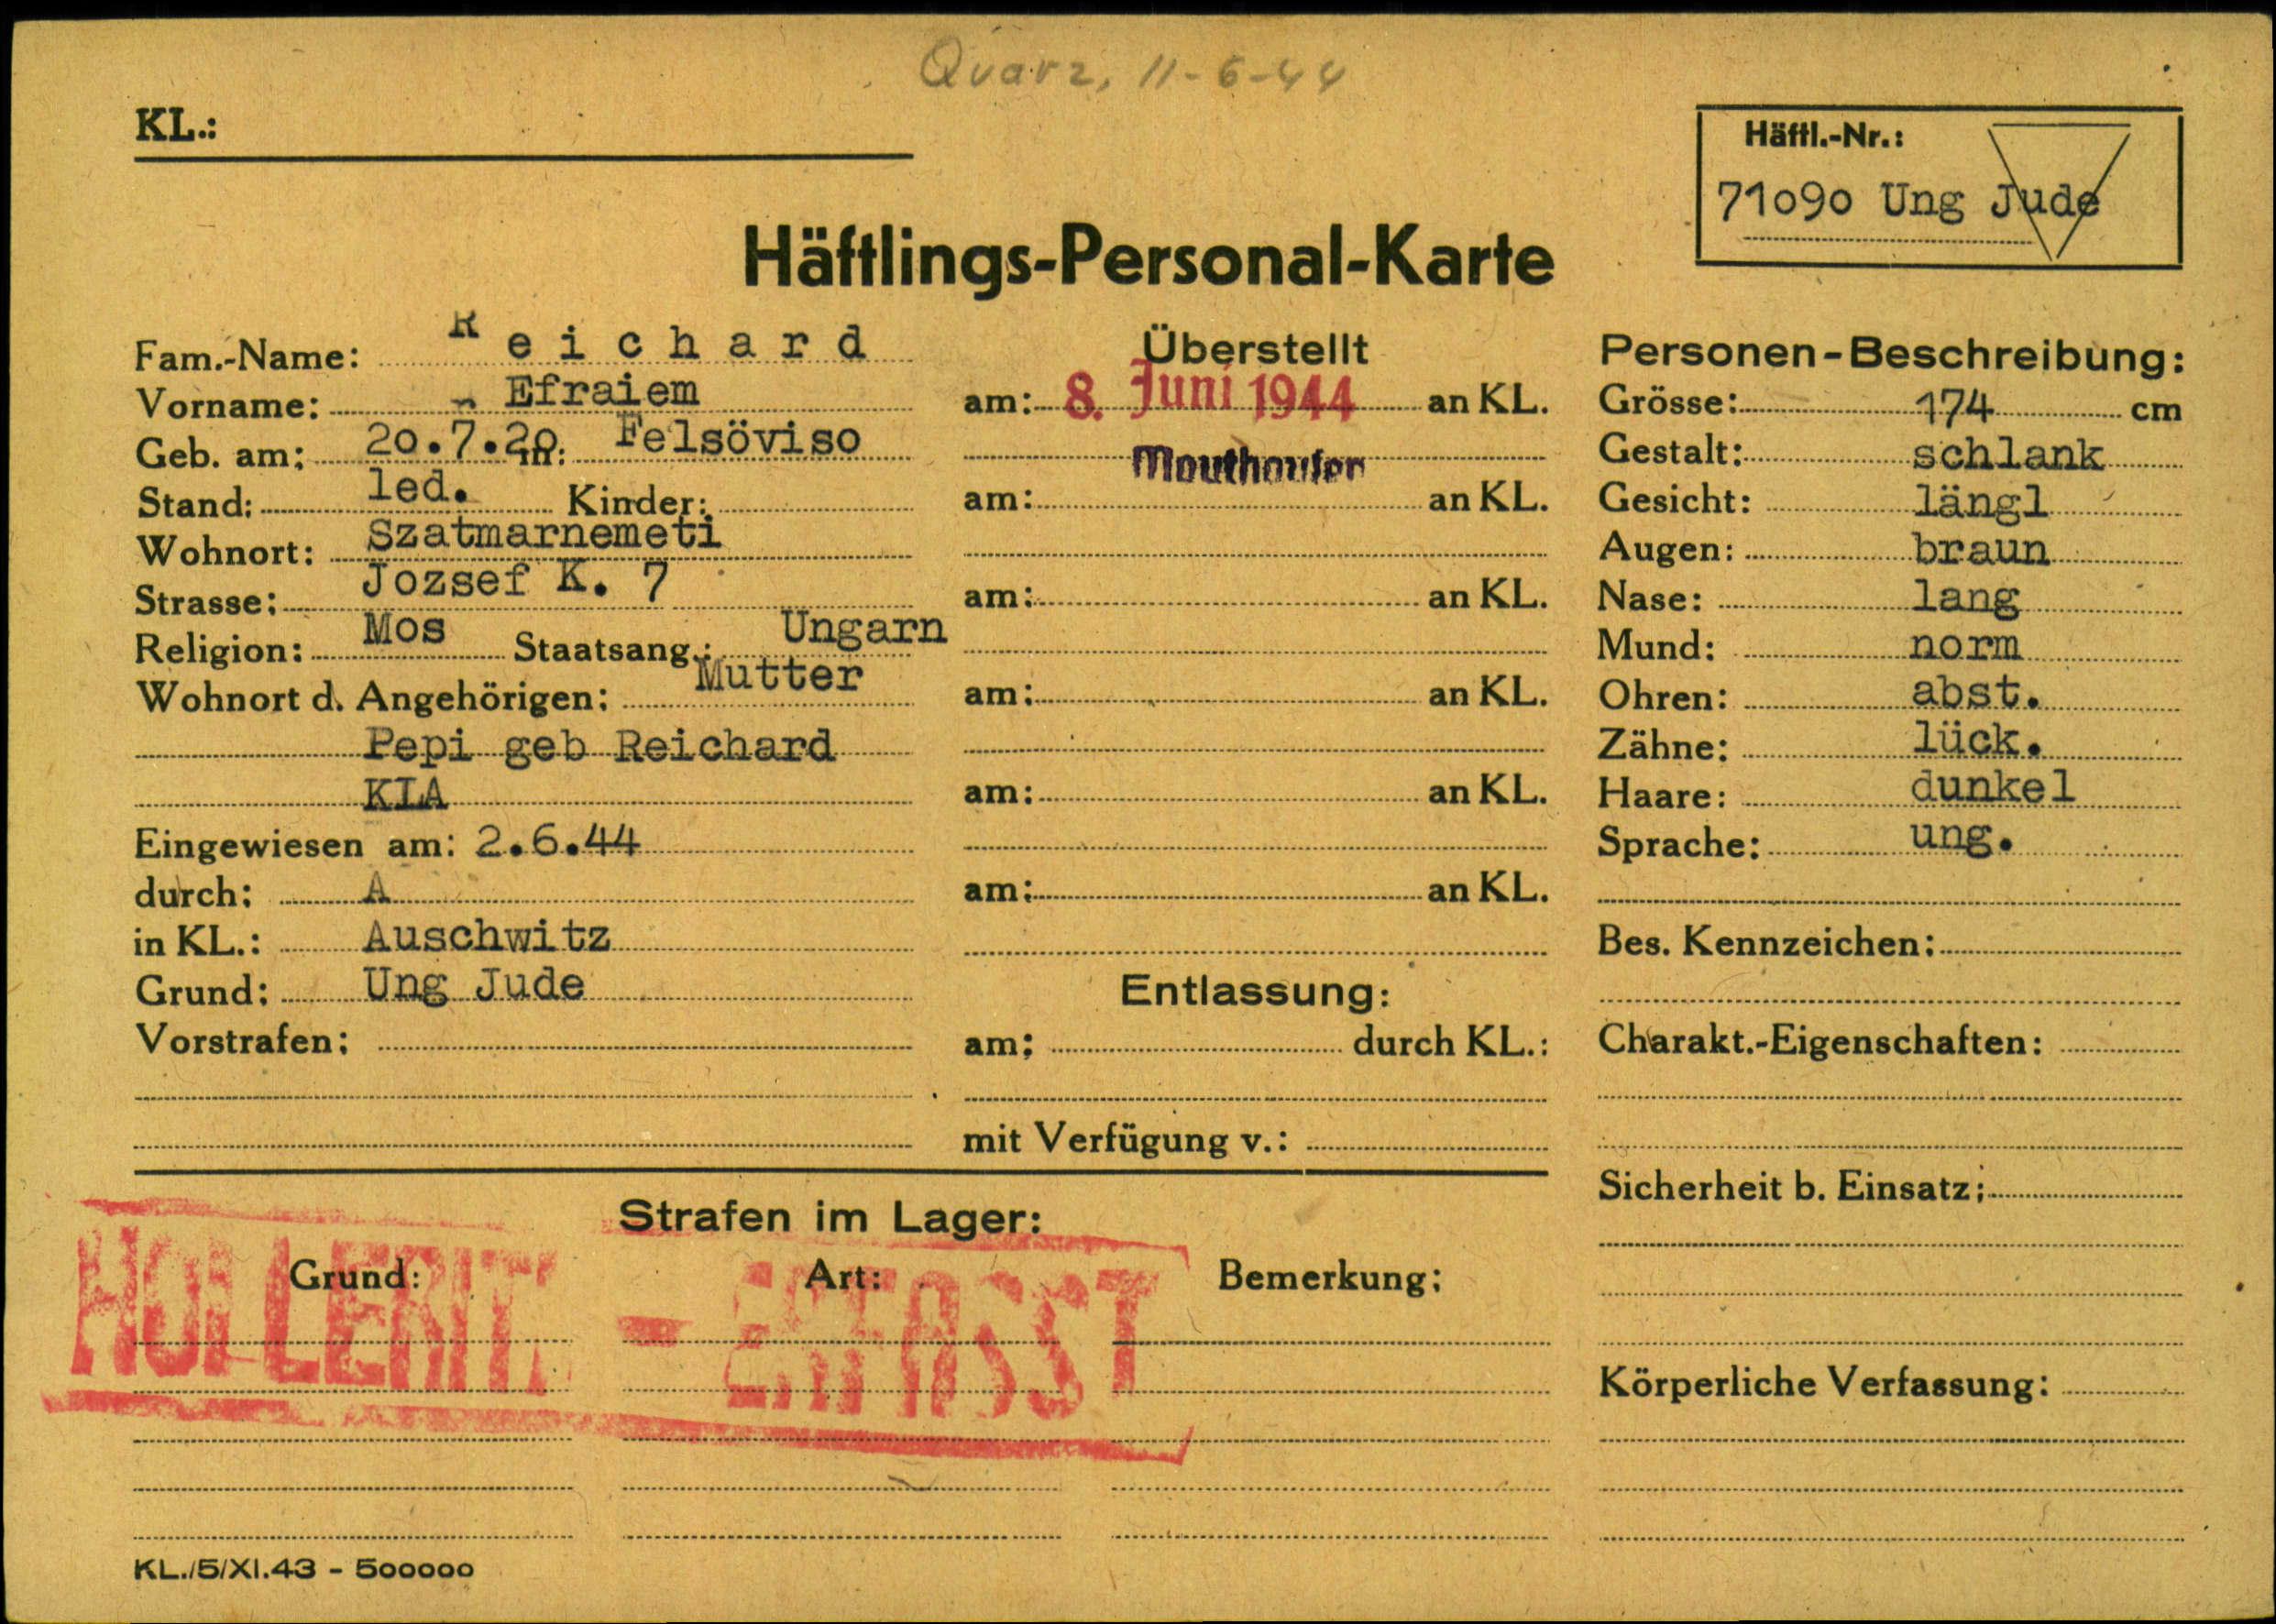 Quarz, 11-6-44
KL.:
Häftl.-Nr.:
71090 Ung Jude
Häftlings-Personal-Karte
Fam.-Name: Reichard
Vorname: Efraiem
Geb. am: 20.7.20 in: Felsöviso
Stand: led. Kinder:
Wohnort: Szatmarnemeti
Strasse: Jozsef K. 7
Religion: Mos Staatsang.: Ungarn
Wohnort d. Angehörigen: Mutter
Pepi geb Reichard
KLA
Eingewiesen am: 2.6.44
durch: A
in KL.: Auschwitz
Grund: Ung Jude
Vorstrafen:
Überstellt
am: 8. Juni 1944 an KL.
Mauthausen
am: an KL.
am: an KL.
am: an KL.
am: an KL.
am: an KL.
Entlassung:
am: durch KL.:
mit Verfügung v.:
Personen-Beschreibung:
Grösse: 174 cm
Gestalt: schlank
Gesicht: längl
Augen: braun
Nase: lang
Mund: norm
Ohren: abst.
Zähne: lück.
Haare: dunkel
Sprache: ung.
Bes. Kennzeichen:
Charakt.-Eigenschaften:
Sicherheit b. Einsatz:
Körperliche Verfassung:
Strafen im Lager:
Grund: Art: Bemerkung:
HOLLERITH - ERFASST
KL./5/XI.43 - 500000